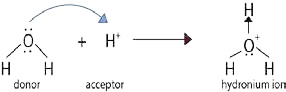 H
O + H⁺ O⁺
H H H H
donor acceptor hydronium ion